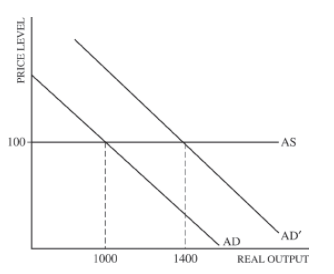 PRICE LEVEL
100
AS
AD
AD′
1000
1400
REAL OUTPUT